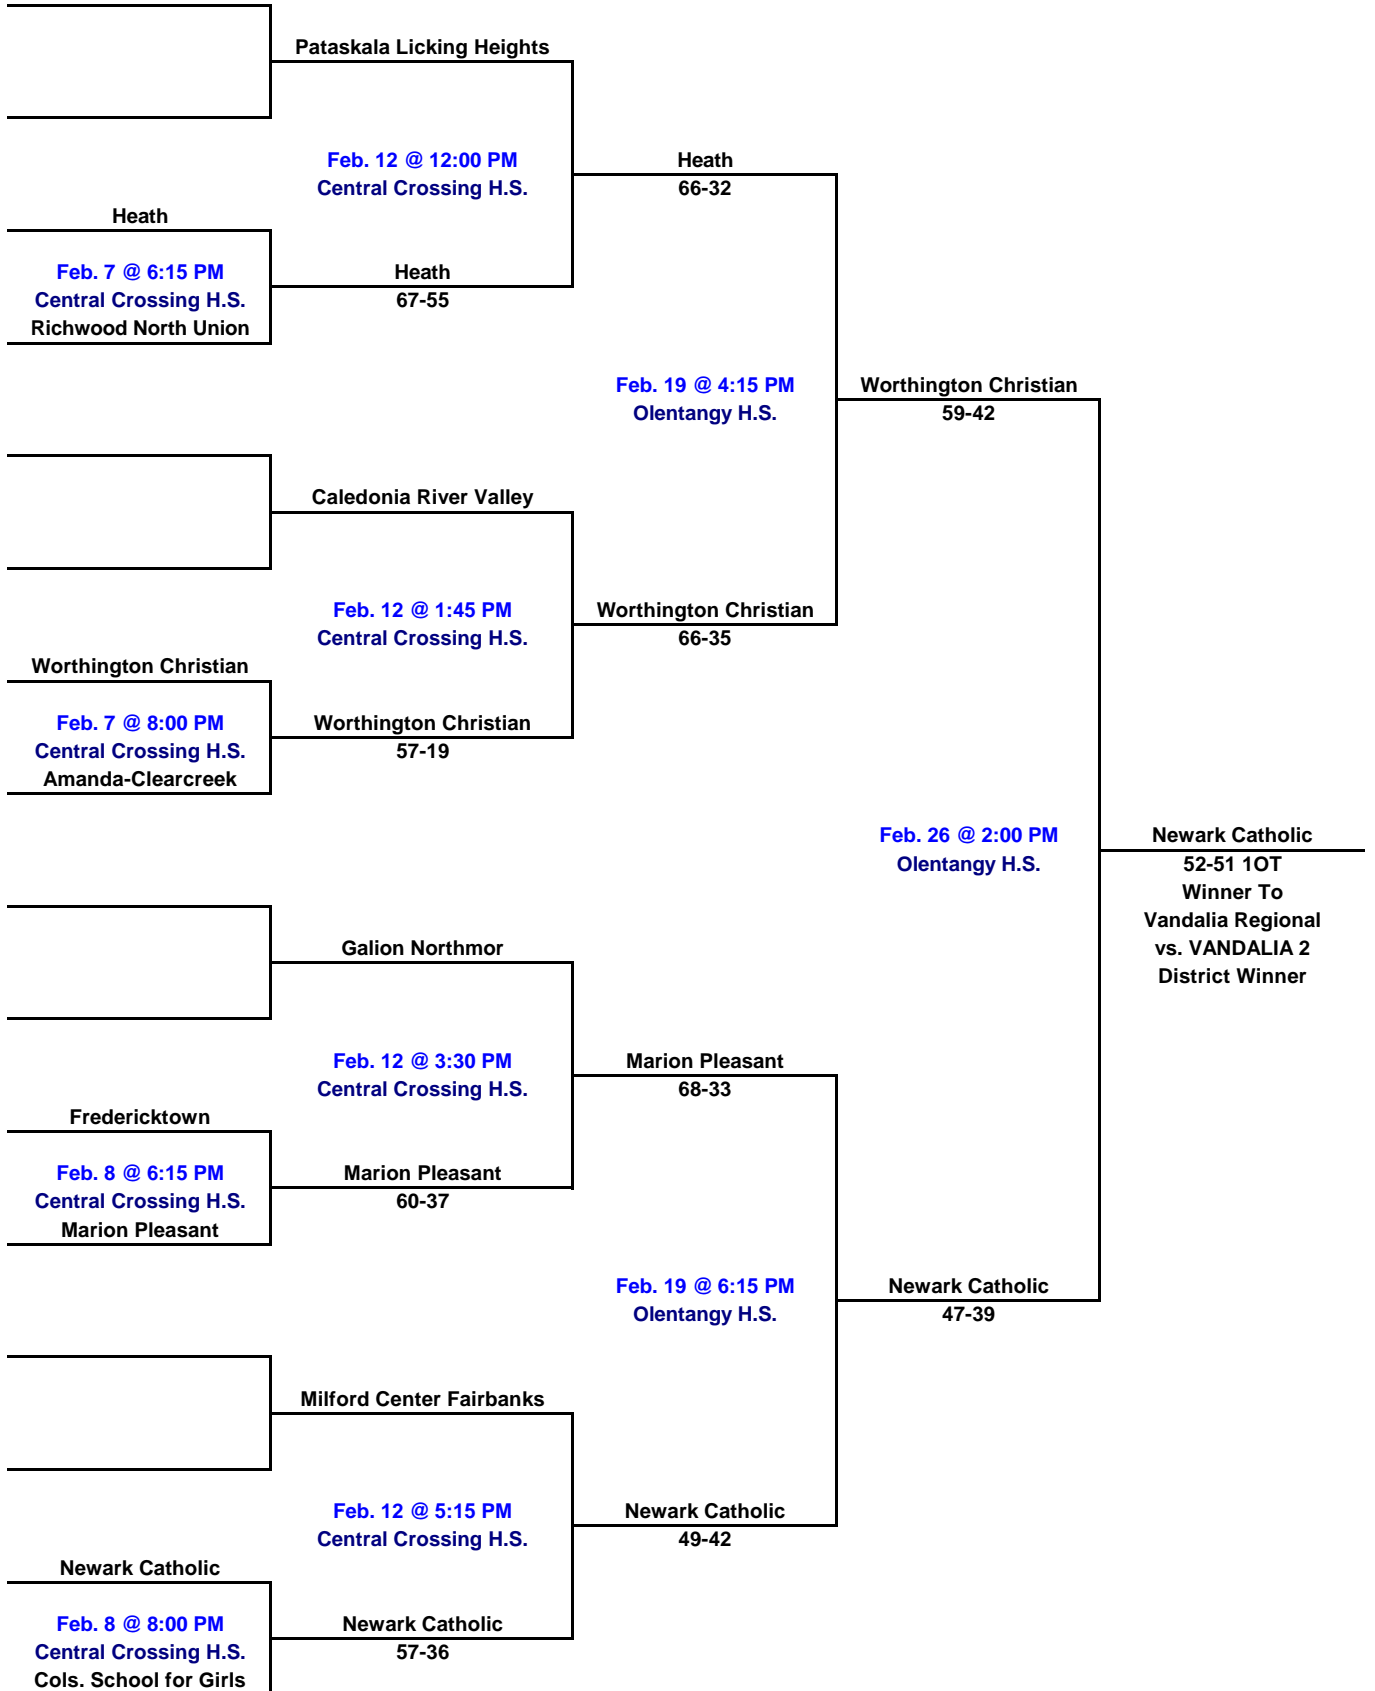 Pataskala Licking Heights
Feb. 12 @ 12:00 PM
Central Crossing H.S.
Heath
66-32
Heath
Feb. 7 @ 6:15 PM
Central Crossing H.S.
Richwood North Union
Heath
67-55
Feb. 19 @ 4:15 PM
Olentangy H.S.
Worthington Christian
59-42
Caledonia River Valley
Feb. 12 @ 1:45 PM
Central Crossing H.S.
Worthington Christian
66-35
Worthington Christian
Feb. 7 @ 8:00 PM
Central Crossing H.S.
Amanda-Clearcreek
Worthington Christian
57-19
Feb. 26 @ 2:00 PM
Olentangy H.S.
Newark Catholic
52-51 1OT
Winner To
Vandalia Regional
vs. VANDALIA 2
District Winner
Galion Northmor
Feb. 12 @ 3:30 PM
Central Crossing H.S.
Marion Pleasant
68-33
Fredericktown
Feb. 8 @ 6:15 PM
Central Crossing H.S.
Marion Pleasant
Marion Pleasant
60-37
Feb. 19 @ 6:15 PM
Olentangy H.S.
Newark Catholic
47-39
Milford Center Fairbanks
Feb. 12 @ 5:15 PM
Central Crossing H.S.
Newark Catholic
49-42
Newark Catholic
Feb. 8 @ 8:00 PM
Central Crossing H.S.
Cols. School for Girls
Newark Catholic
57-36